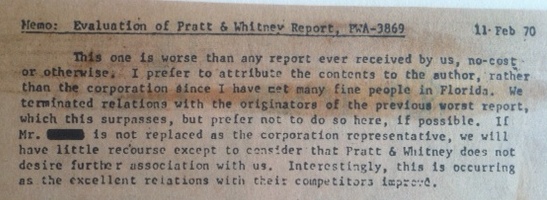 Memo: Evaluation of Pratt & Whitney Report, PWA-3869 11 Feb 70
This one is worse than any report ever received by us, no-cost
or otherwise. I prefer to attribute the contents to the author, rather
than the corporation since I have met many fine people in Florida. We
terminated relations with the originators of the previous worst report,
which this surpasses, but prefer not to do so here, if possible. If
Mr. is not replaced as the corporation representative, we will
have little recourse except to consider that Pratt & Whitney does not
desire further association with us. Interestingly, this is occurring
as the excellent relations with their competitors improve.